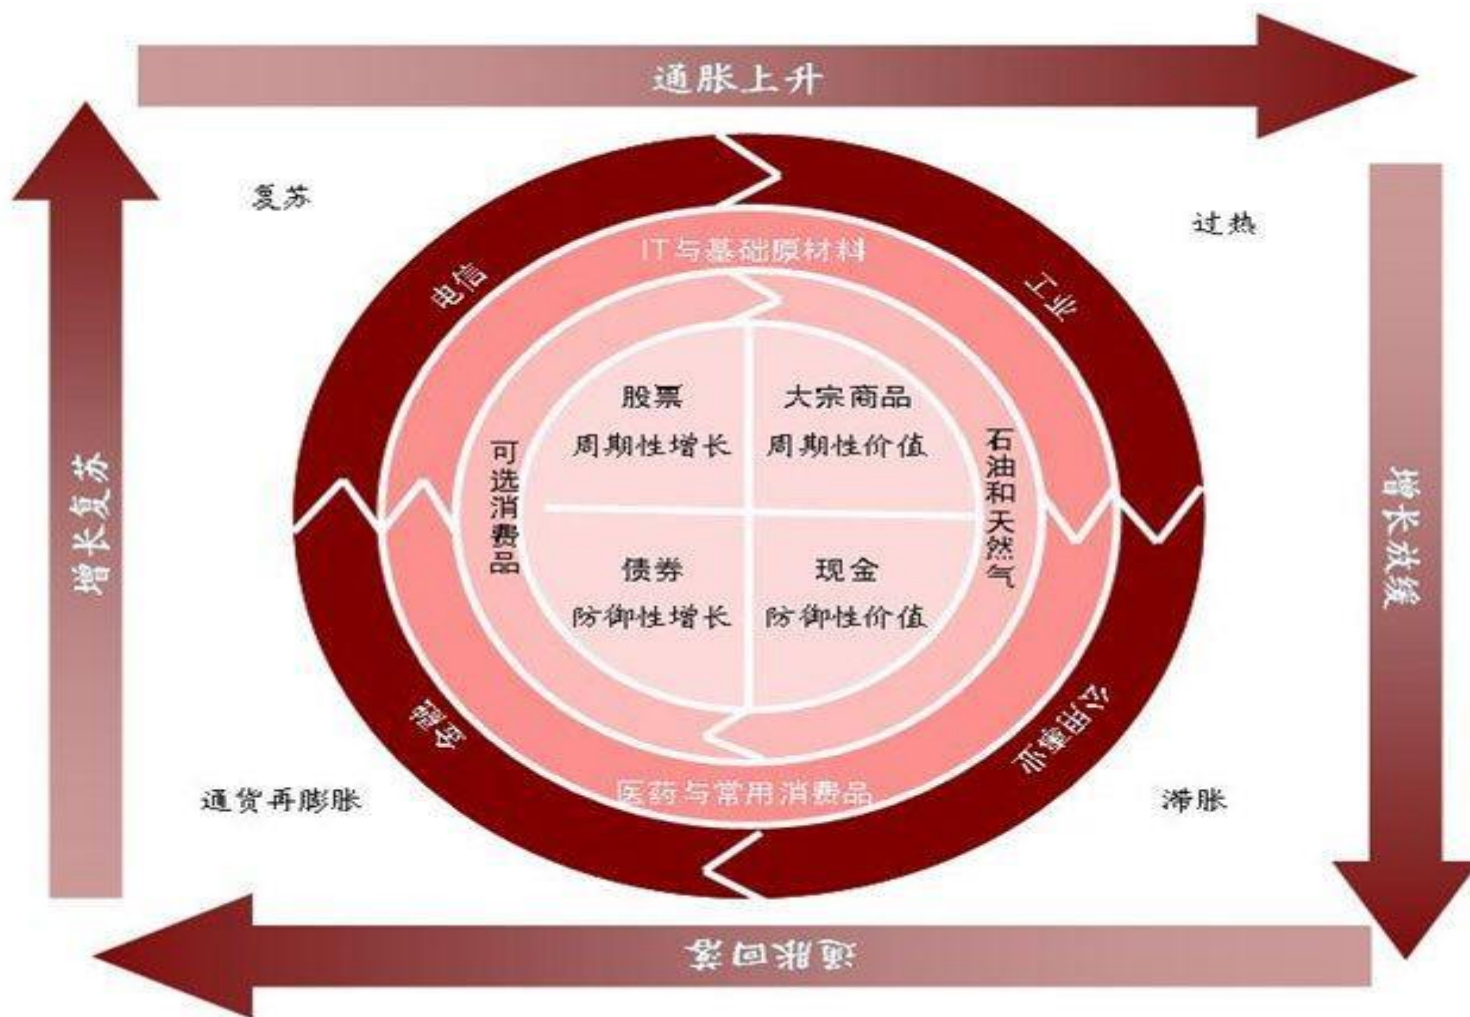 通胀上升
复苏
过热
IT与基础原材料
电信
工业
股票
周期性增长
大宗商品
周期性价值
可选消费品
石油和天然气
增长复苏
增长放缓
债券
防御性增长
现金
防御性价值
金融
公用事业
医药与常用消费品
通货再膨胀
滞胀
通胀回落